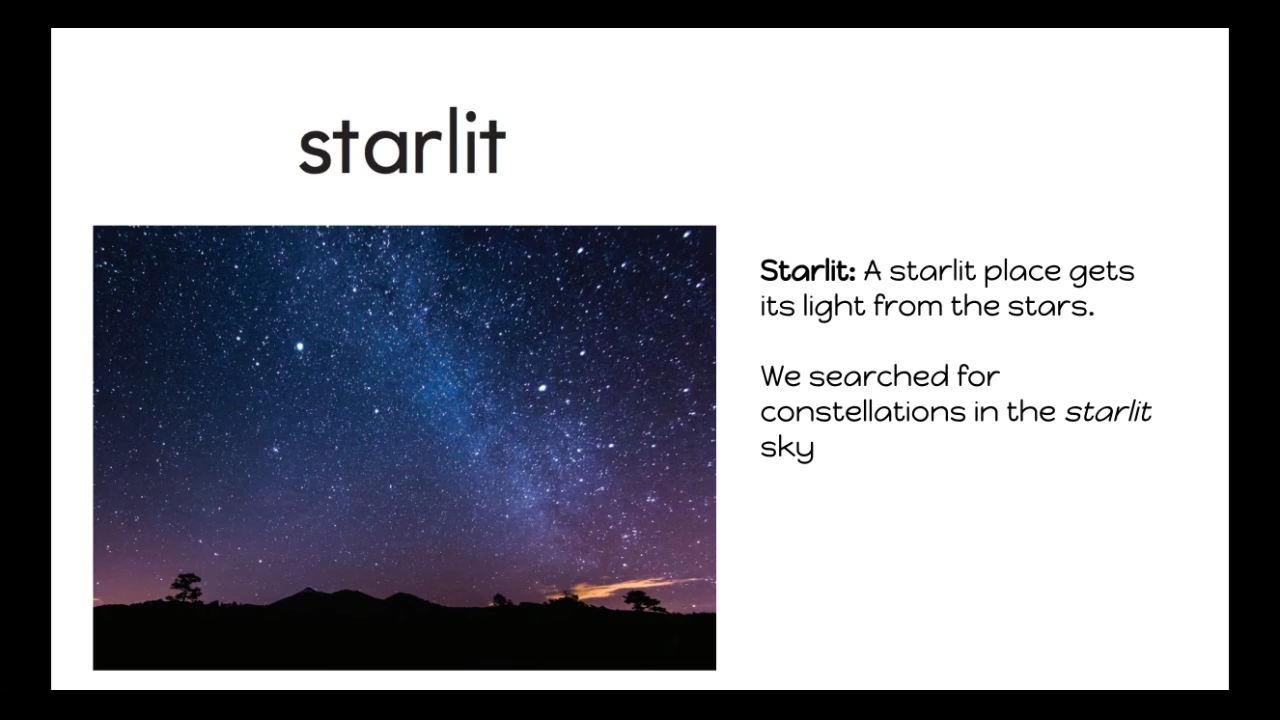 starlit
Starlit: A starlit place gets
its light from the stars.
We searched for
constellations in the starlit
sky